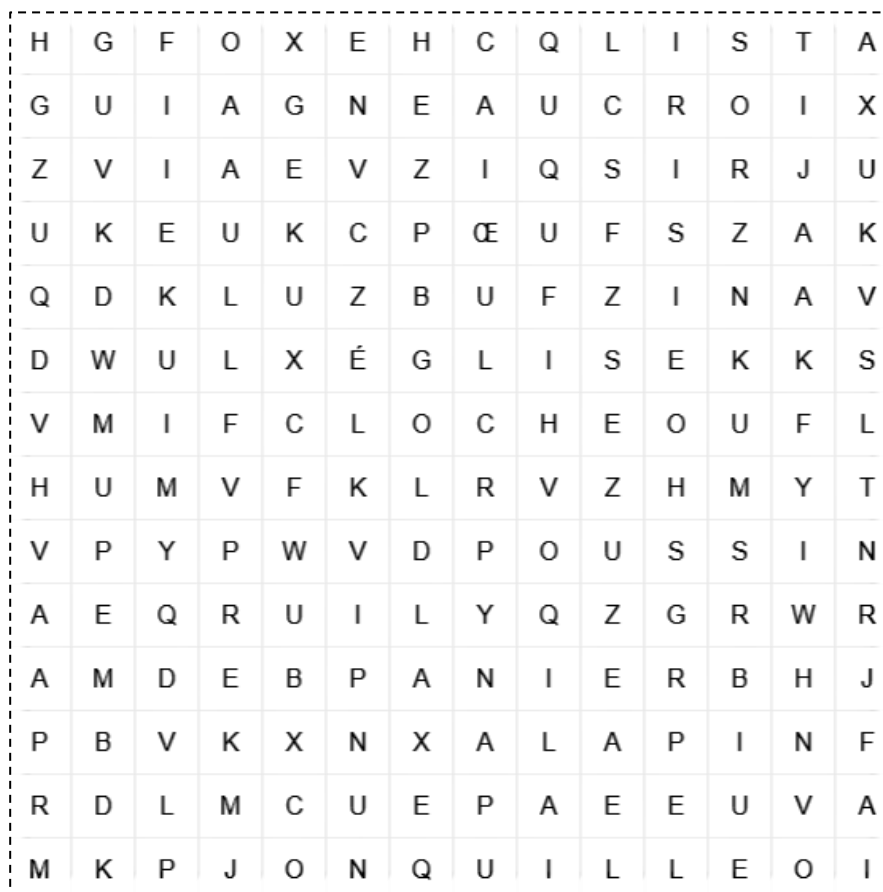 H G F O X E H C Q L I S T A
G U I A G N E A U C R O I X
Z V I A E V Z I Q S I R J U
U K E U K C P Œ U F S Z A K
Q D K L U Z B U F Z I N A V
D W U L X É G L I S E K K S
V M I F C L O C H E O U F L
H U M V F K L R V Z H M Y T
V P Y P W V D P O U S S I N
A E Q R U I L Y Q Z G R W R
A M D E B P A N I E R B H J
P B V K X N X A L A P I N F
R D L M C U E P A E E U V A
M K P J O N Q U I L L E O I